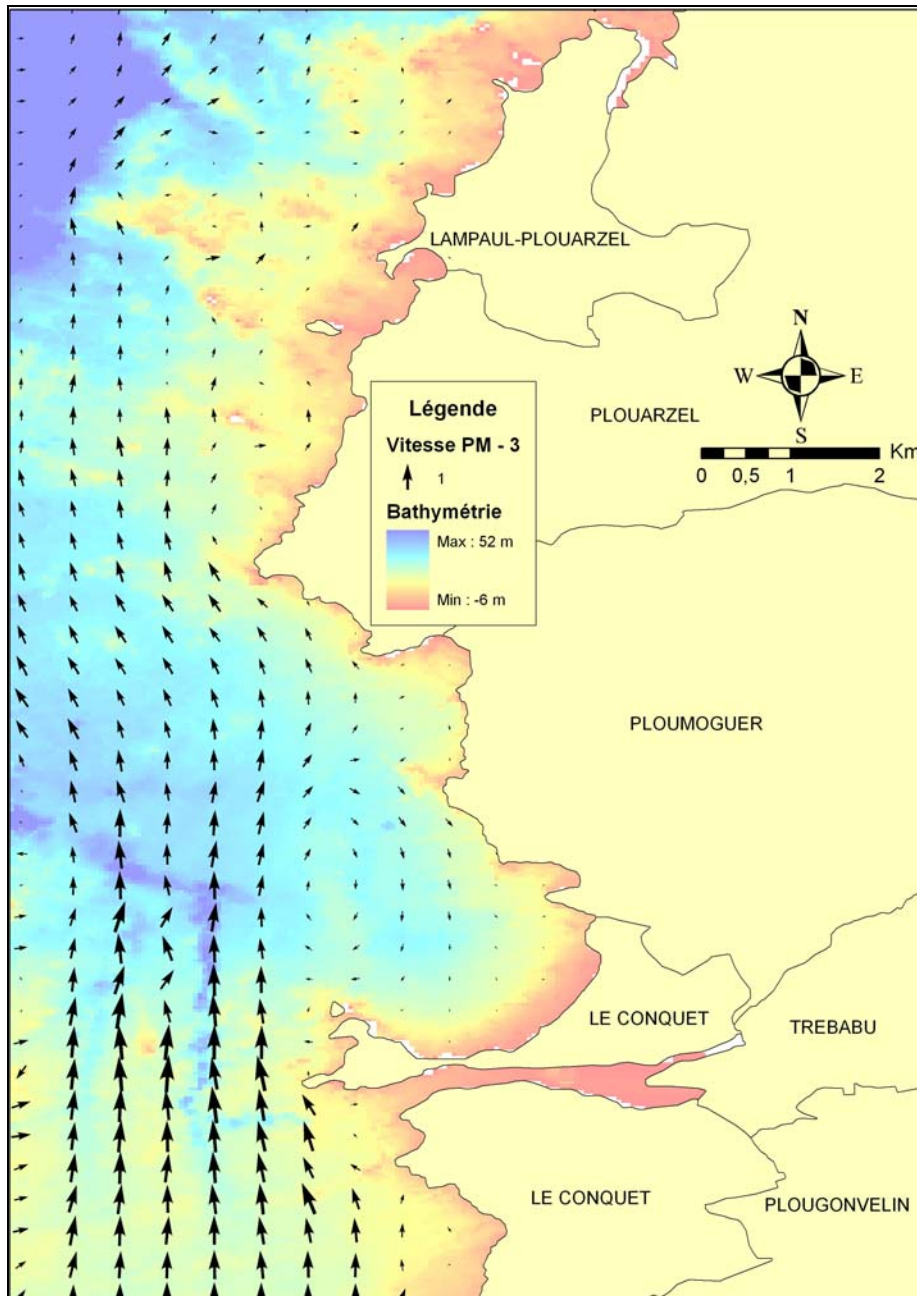 LAMPAUL-PLOUARZEL
N
W E
S
PLOUARZEL
Km
0 0,5 1 2
Légende
Vitesse PM - 3
1
Bathymétrie
Max : 52 m
Min : -6 m
PLOUMOGUER
LE CONQUET
TREBABU
LE CONQUET
PLOUGONVELIN